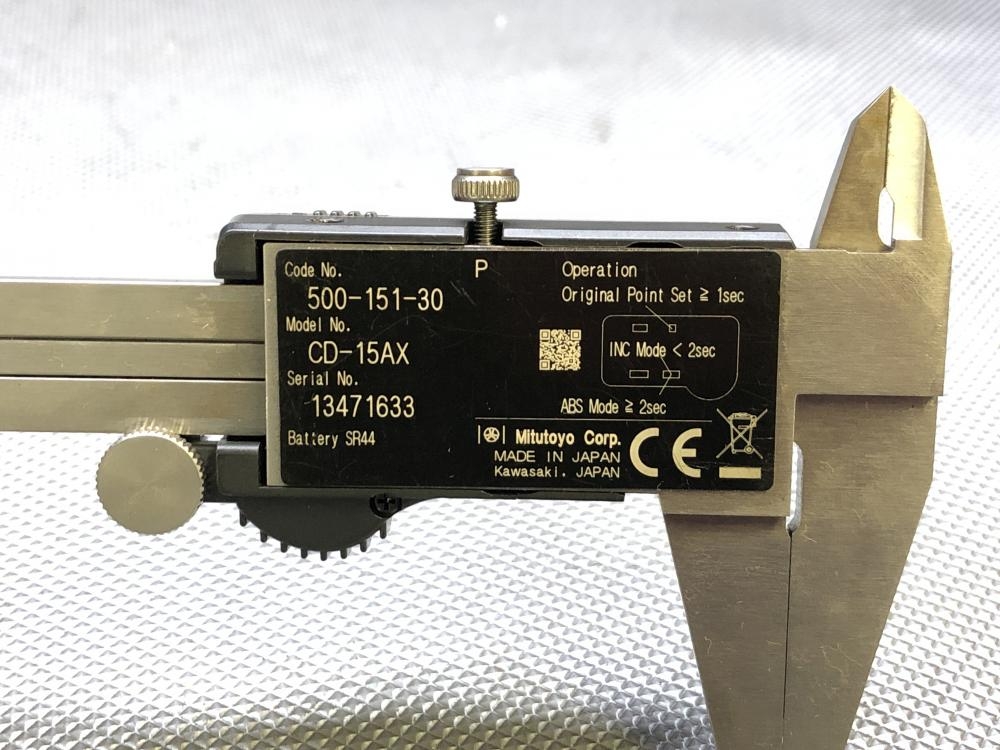 Code No.
500-151-30
Model No.
CD-15AX
Serial No.
13471633
Battery SR44
P
Operation
Original Point Set ≧ 1sec
INC Mode < 2sec
ABS Mode ≧ 2sec
Mitutoyo Corp.
MADE IN JAPAN
Kawasaki, JAPAN
CE